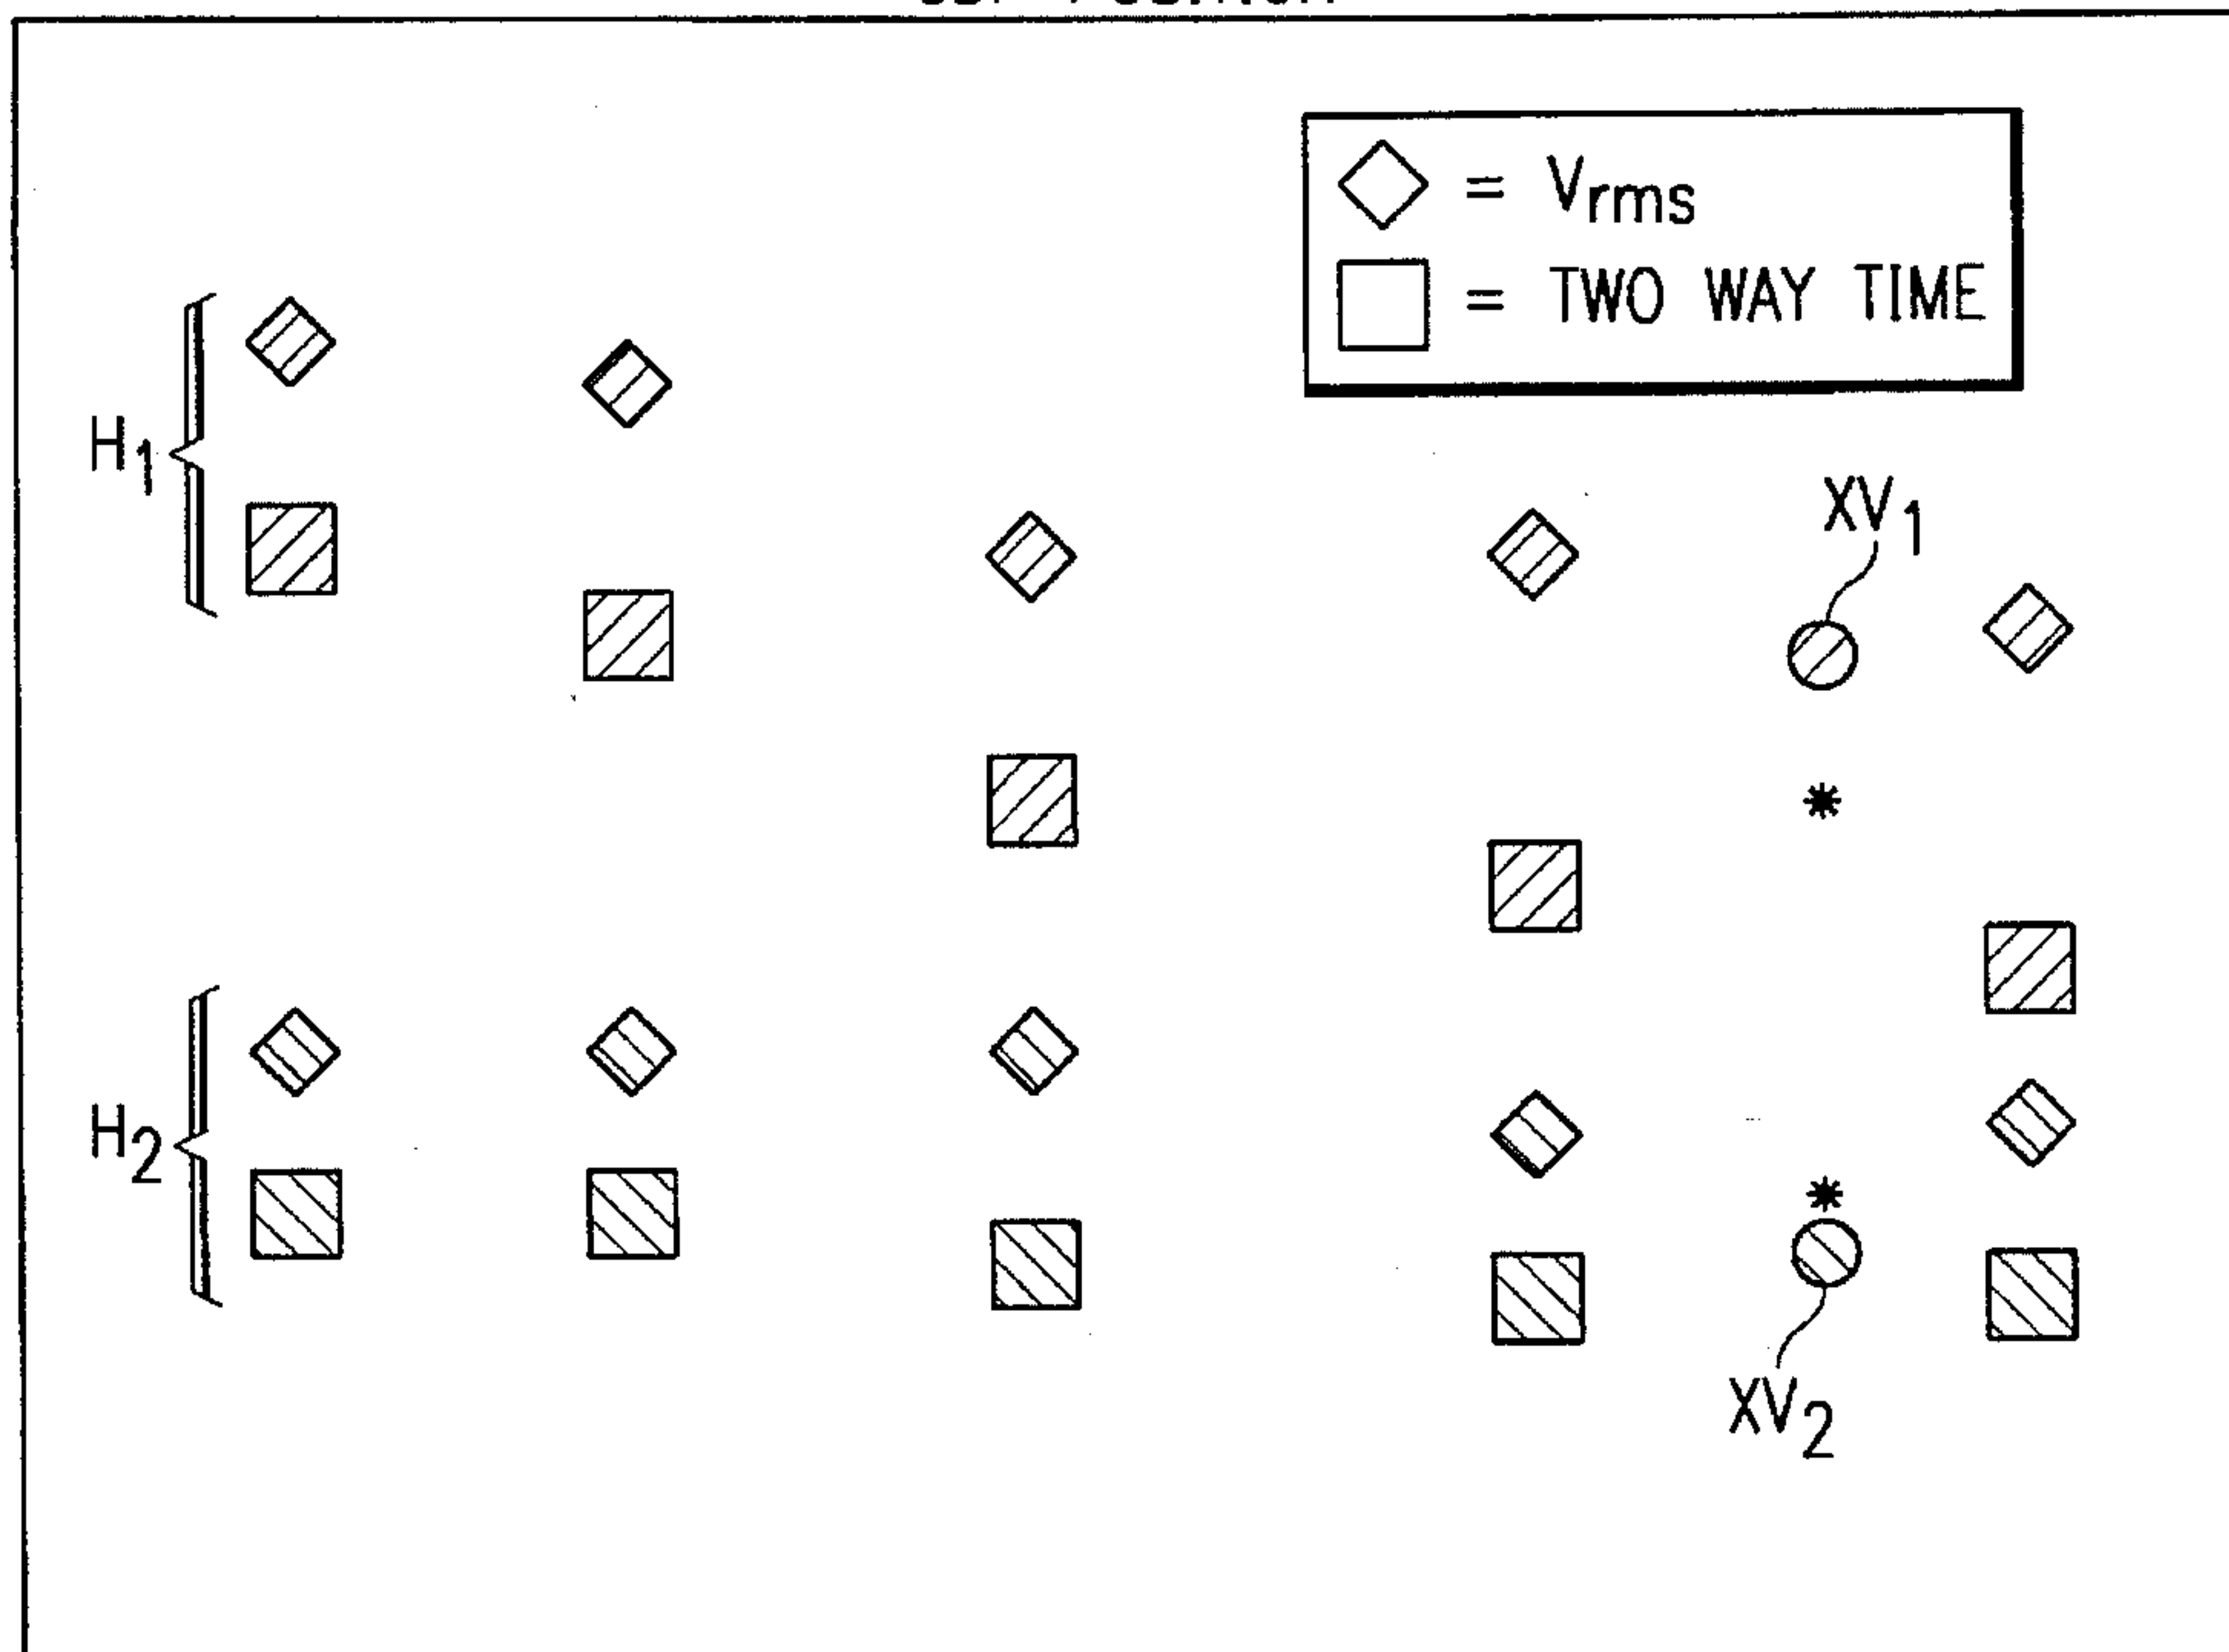 = Vrms
= TWO WAY TIME
H1
XV1
*
H2
*
XV2